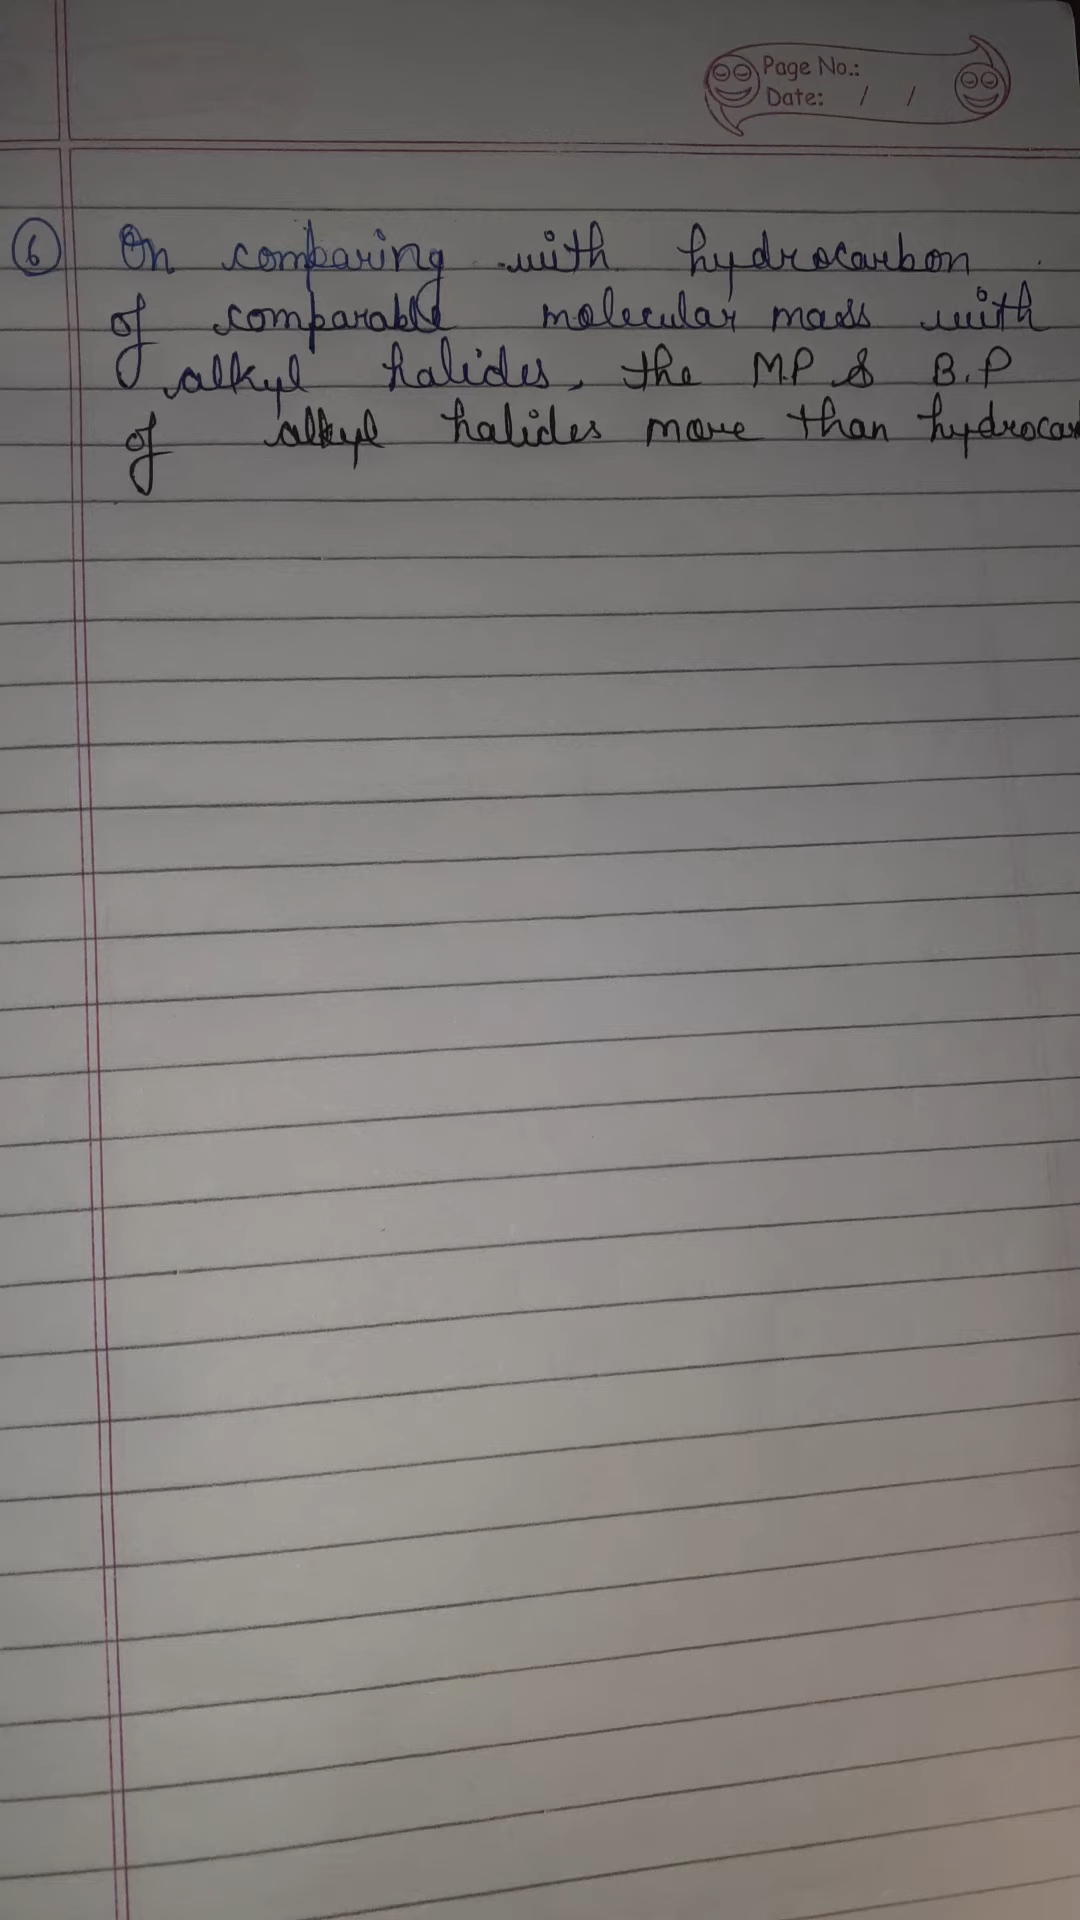 Page No.:
Date: / /
6 On comparing with hydrocarbon
of comparable molecular mass with
alkyl halides, the M.P & B.P
of alkyl halides more than hydrocar